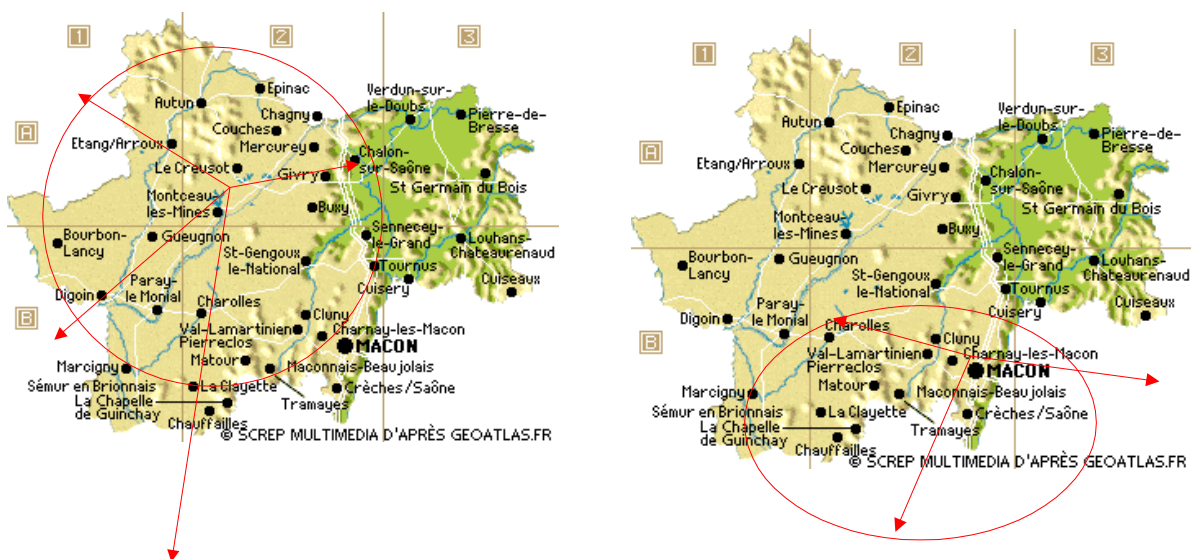 1
2
3
A
B
Epinac
Autun
Verdun-sur-
le-Doubs
Chagny
Couches
Pierre-de-
Bresse
Mercurey
Etang/Arroux
Le Creusot
Chalon-
sur-Saône
Givry
St Germain du Bois
Montceau-
les-Mines
Buxy
Sennecey-
le-Grand
Bourbon-
Lancy
Gueugnon
St-Gengoux
le-National
Louhans-
Chateaurenaud
Tournus
Cuiseaux
Paray-
le Monial
Cuisery
Digoin
Charolles
Cluny
Val-Lamartinien
Pierreclos
Charnay-les-Macon
MACON
Matour
Marcigny
Maconnais-Beaujolais
Sémur en Brionnais
La Clayette
Crèches/Saône
La Chapelle
de Guinchay
Tramayes
Chauffailles
© SCREP MULTIMEDIA D'APRÈS GEOATLAS.FR
1
2
3
A
B
Epinac
Autun
Verdun-sur-
le-Doubs
Chagny
Couches
Pierre-de-
Bresse
Mercurey
Etang/Arroux
Le Creusot
Chalon-
sur-Saône
Givry
St Germain du Bois
Montceau-
les-Mines
Buxy
Sennecey-
le-Grand
Bourbon-
Lancy
Gueugnon
St-Gengoux
le-National
Louhans-
Chateaurenaud
Tournus
Cuiseaux
Paray-
le Monial
Cuisery
Digoin
Charolles
Cluny
Val-Lamartinien
Pierreclos
Charnay-les-Macon
MACON
Matour
Marcigny
Maconnais-Beaujolais
Sémur en Brionnais
La Clayette
Crèches/Saône
La Chapelle
de Guinchay
Tramayes
Chauffailles
© SCREP MULTIMEDIA D'APRÈS GEOATLAS.FR